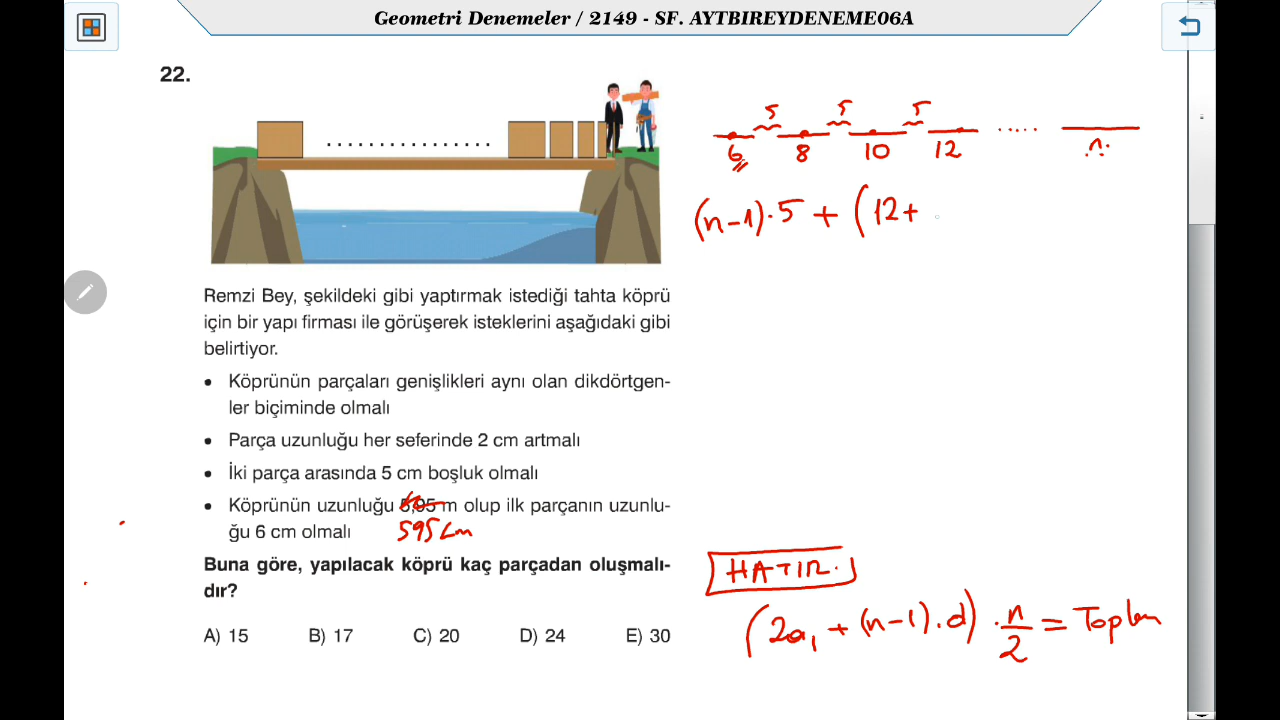 Geometri Denemeler / 2149 - SF. AYTBIREYDENEME06A
22.
5 5 5
6 8 10 12 ..... n.
(n-1).5 + (12+
Remzi Bey, şekildeki gibi yaptırmak istediği tahta köprü
için bir yapı firması ile görüşerek isteklerini aşağıdaki gibi
belirtiyor.
• Köprünün parçaları genişlikleri aynı olan dikdörtgen-
ler biçiminde olmalı
• Parça uzunluğu her seferinde 2 cm artmalı
• İki parça arasında 5 cm boşluk olmalı
• Köprünün uzunluğu 5,95 m olup ilk parçanın uzunlu-
ğu 6 cm olmalı
595 cm
Buna göre, yapılacak köprü kaç parçadan oluşmalı-
dır?
A) 15 B) 17 C) 20 D) 24 E) 30
HATIR.
(2a₁ + (n-1).d) . n/2 = Toplam